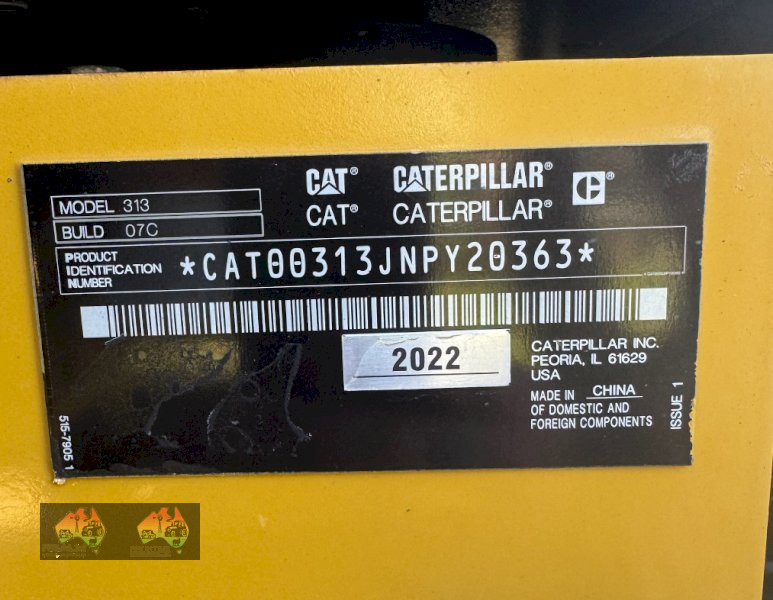 CAT® CATERPILLAR® ®
MODEL 313
CAT® CATERPILLAR®
BUILD 07C
PRODUCT
IDENTIFICATION
NUMBER
*CAT00313JNPY20363*
2022
CATERPILLAR INC.
PEORIA, IL 61629
USA
MADE IN CHINA
OF DOMESTIC AND
FOREIGN COMPONENTS
ISSUE 1
515-7905 1